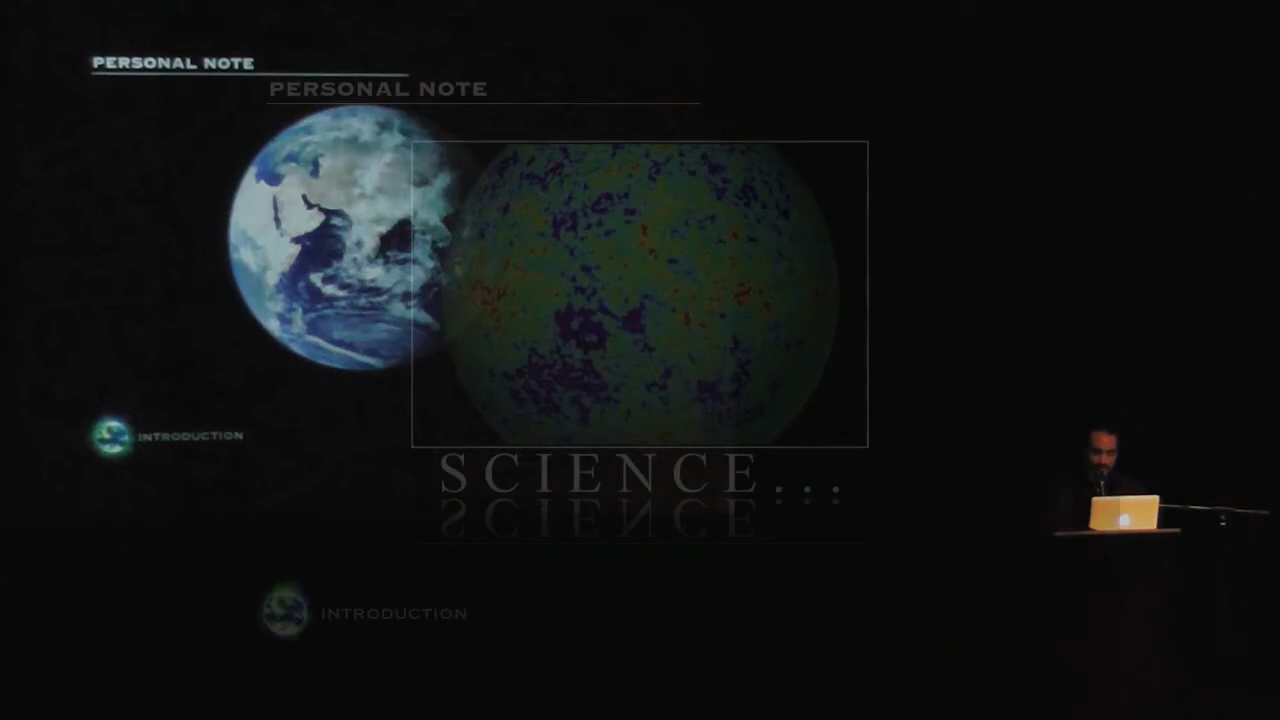 PERSONAL NOTE
PERSONAL NOTE
INTRODUCTION
SCIENCE...
INTRODUCTION